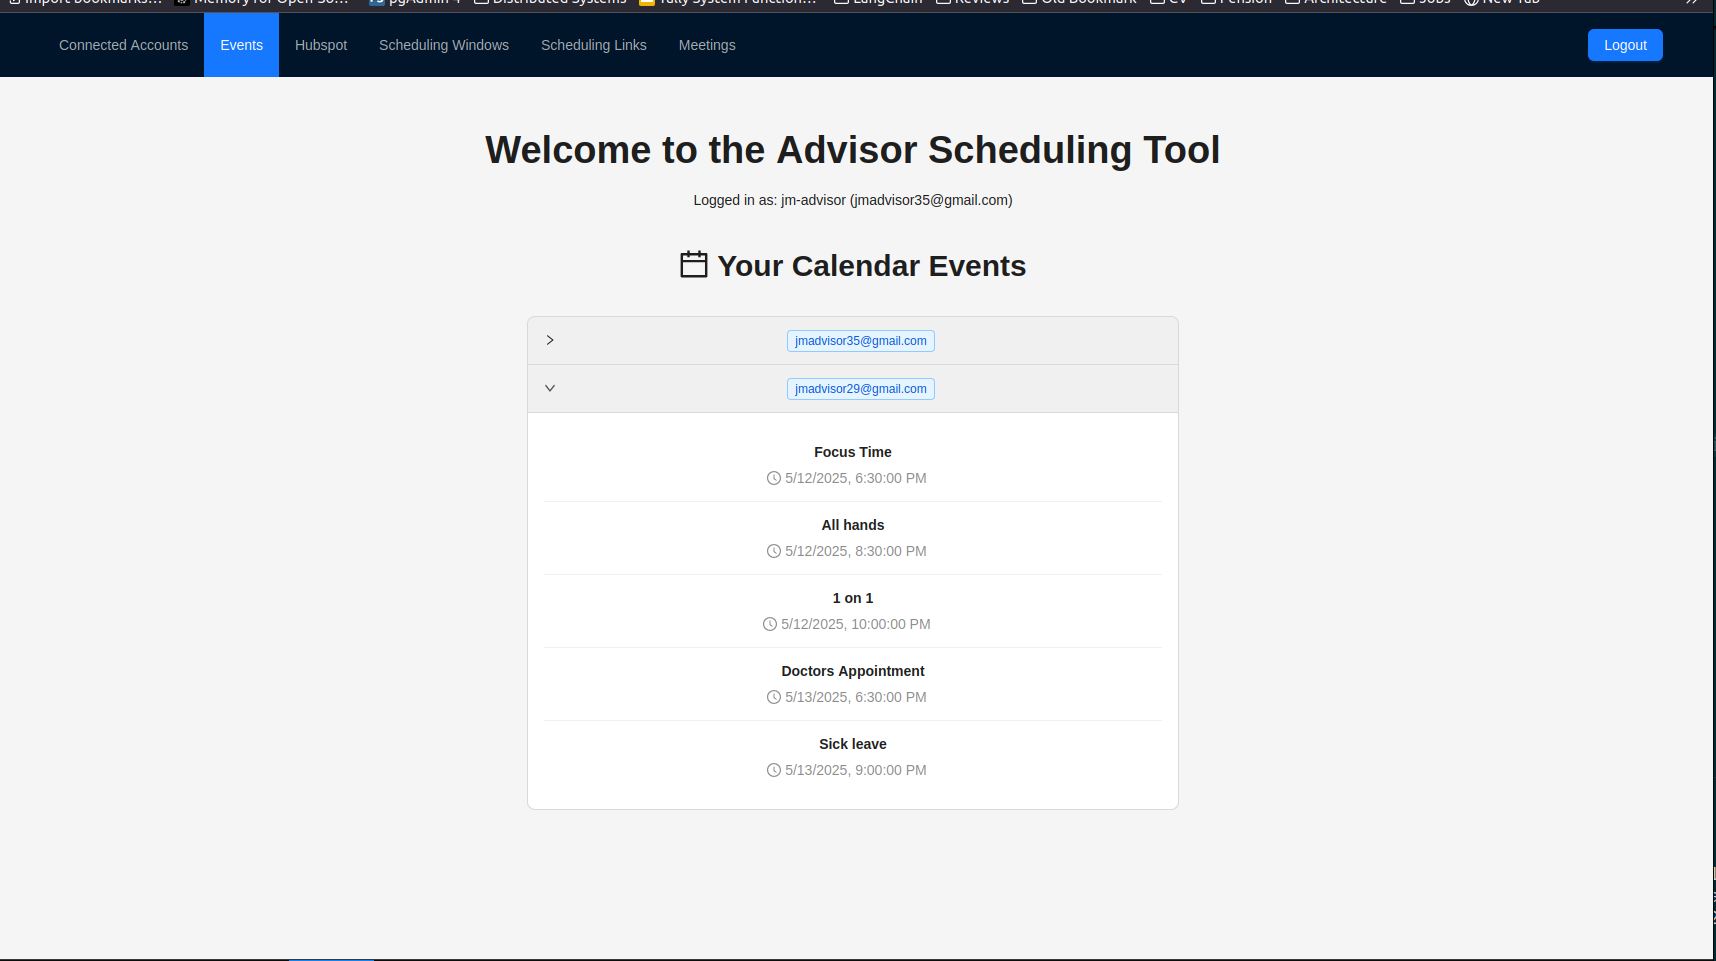 Import bookmarks... Memory for Open So... pgAdmin 4 Distributed Systems Tally System Function... LangChain Reviews Old Bookmark CV Pension Architecture Jobs New Tab
Connected Accounts Events Hubspot Scheduling Windows Scheduling Links Meetings Logout
Welcome to the Advisor Scheduling Tool
Logged in as: jm-advisor (jmadvisor35@gmail.com)
Your Calendar Events
jmadvisor35@gmail.com
jmadvisor29@gmail.com
Focus Time
5/12/2025, 6:30:00 PM
All hands
5/12/2025, 8:30:00 PM
1 on 1
5/12/2025, 10:00:00 PM
Doctors Appointment
5/13/2025, 6:30:00 PM
Sick leave
5/13/2025, 9:00:00 PM